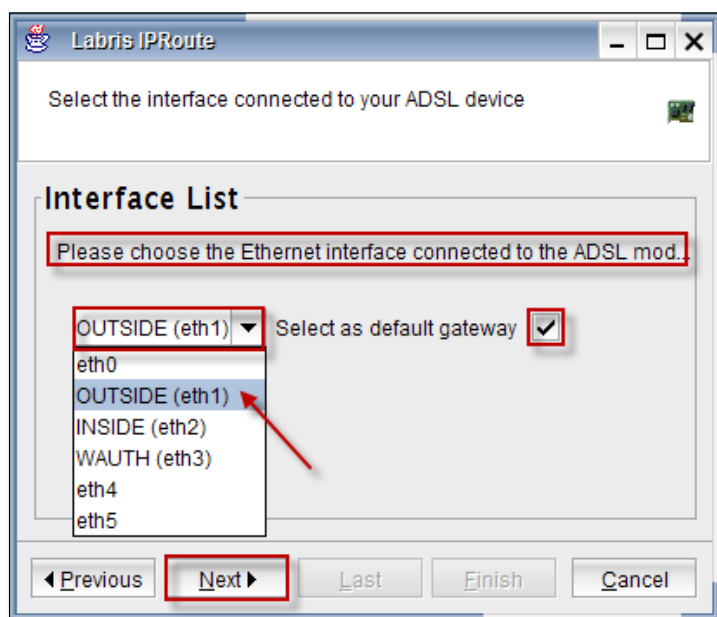 Labris IPRoute
Select the interface connected to your ADSL device
Interface List
Please choose the Ethernet interface connected to the ADSL mod...
OUTSIDE (eth1) Select as default gateway
eth0
OUTSIDE (eth1)
INSIDE (eth2)
WAUTH (eth3)
eth4
eth5
Previous Next Last Finish Cancel